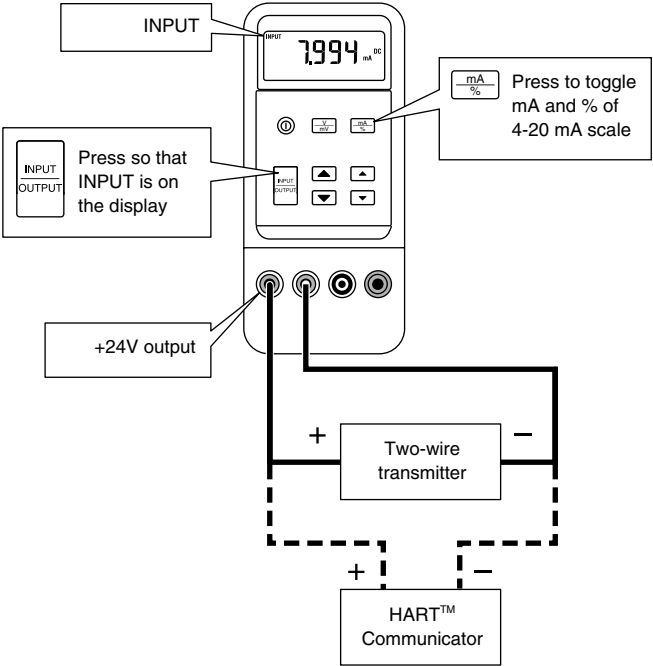 INPUT
INPUT
7.994
DC
mA
mA
%
Press to toggle
mA and % of
4-20 mA scale
V
mV
mA
%
INPUT
OUTPUT
Press so that
INPUT is on
the display
INPUT
OUTPUT
+24V output
+
−
Two-wire
transmitter
+
−
HART™
Communicator